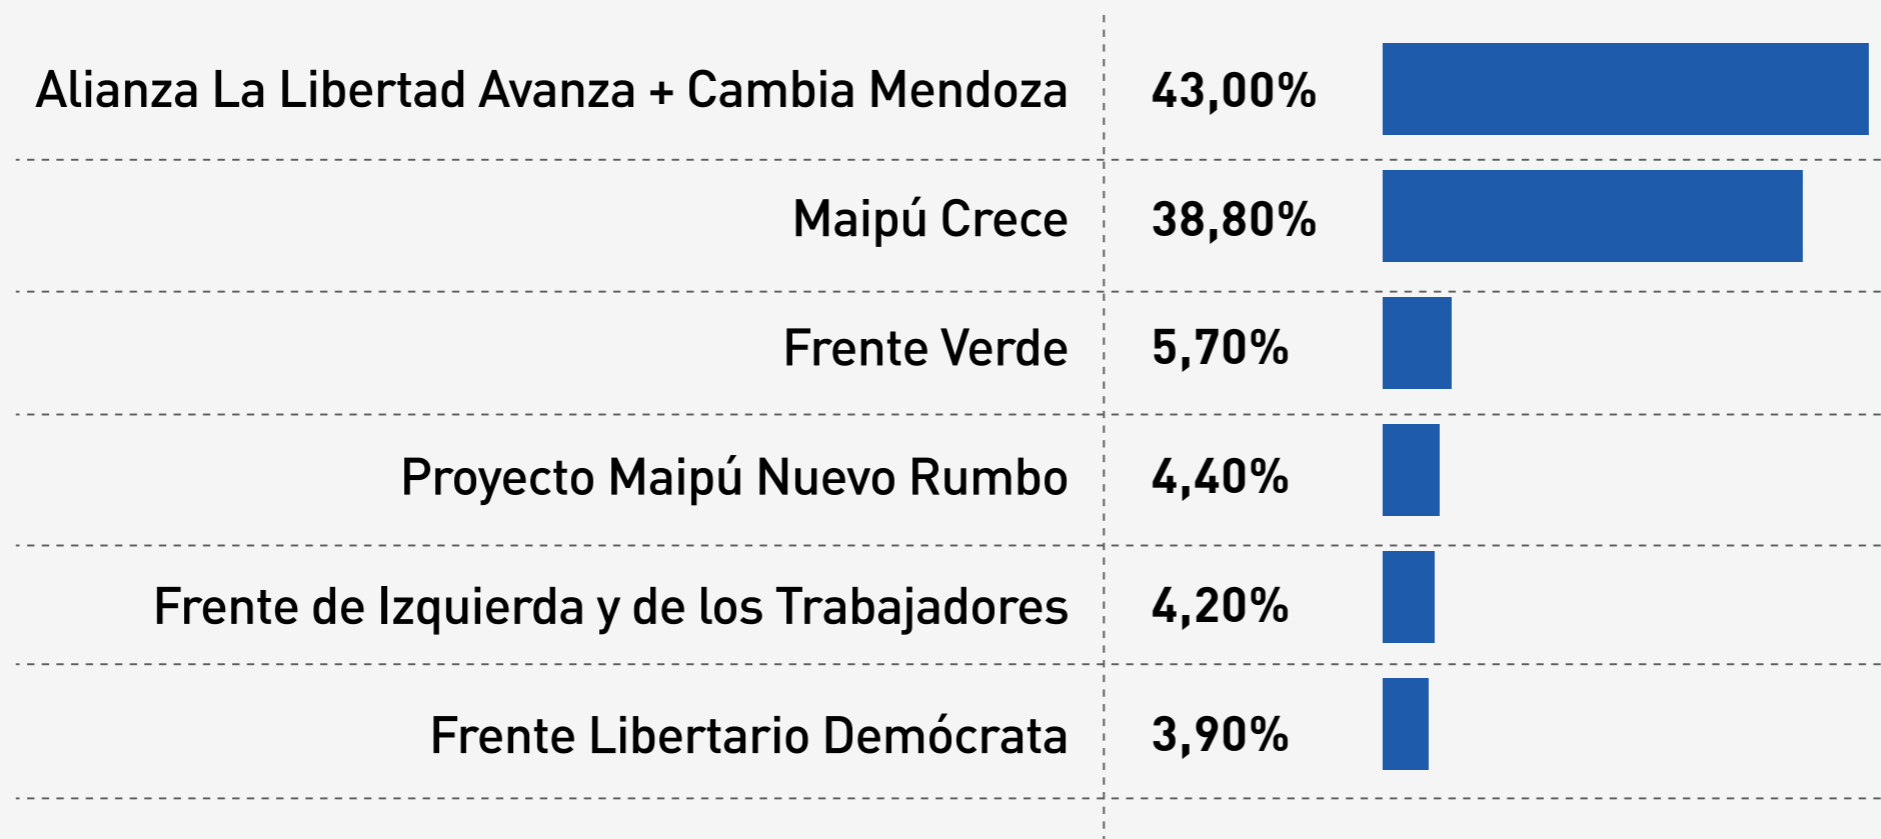 Alianza La Libertad Avanza + Cambia Mendoza 43,00%
Maipú Crece 38,80%
Frente Verde 5,70%
Proyecto Maipú Nuevo Rumbo 4,40%
Frente de Izquierda y de los Trabajadores 4,20%
Frente Libertario Demócrata 3,90%